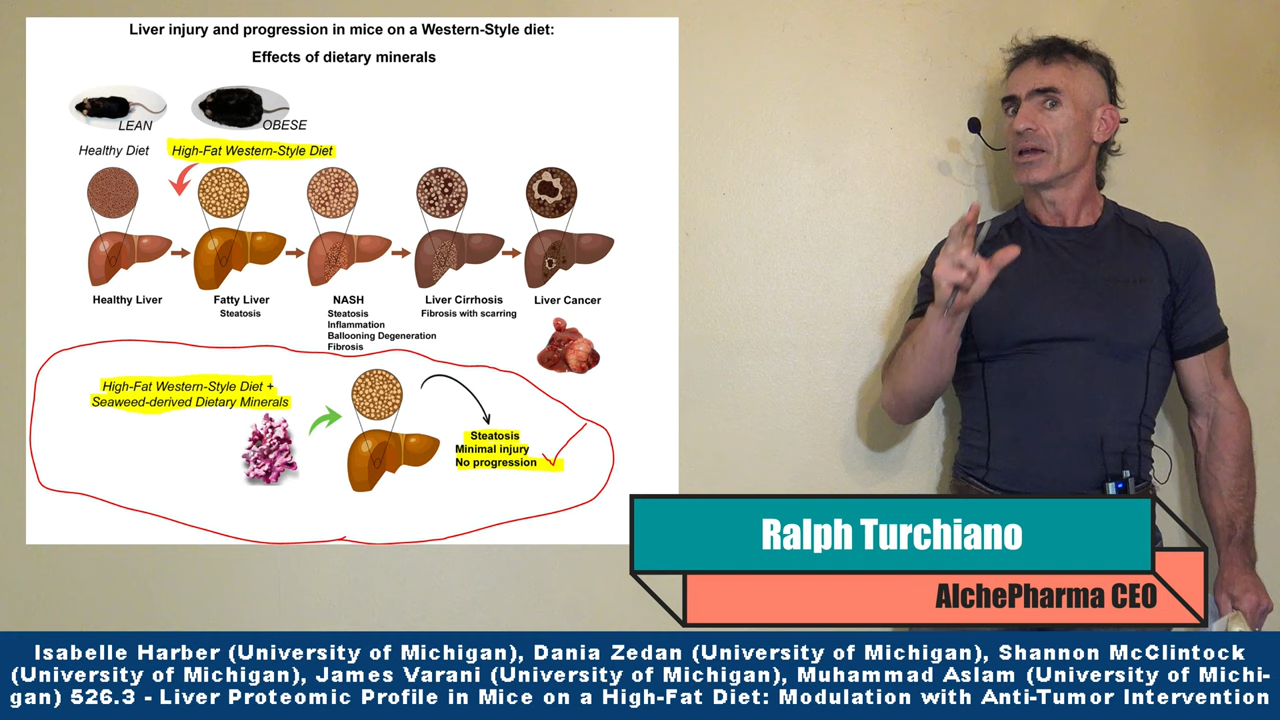 Liver injury and progression in mice on a Western-Style diet:
Effects of dietary minerals
LEAN
OBESE
Healthy Diet
High-Fat Western-Style Diet
Healthy Liver
Fatty Liver
Steatosis
NASH
Steatosis
Inflammation
Ballooning Degeneration
Fibrosis
Liver Cirrhosis
Fibrosis with scarring
Liver Cancer
High-Fat Western-Style Diet +
Seaweed-derived Dietary Minerals
Steatosis
Minimal injury
No progression
Ralph Turchiano
AlchePharma CEO
Isabelle Harber (University of Michigan), Dania Zedan (University of Michigan), Shannon McClintock
(University of Michigan), James Varani (University of Michigan), Muhammad Aslam (University of Michi-
gan) 526.3 - Liver Proteomic Profile in Mice on a High-Fat Diet: Modulation with Anti-Tumor Intervention